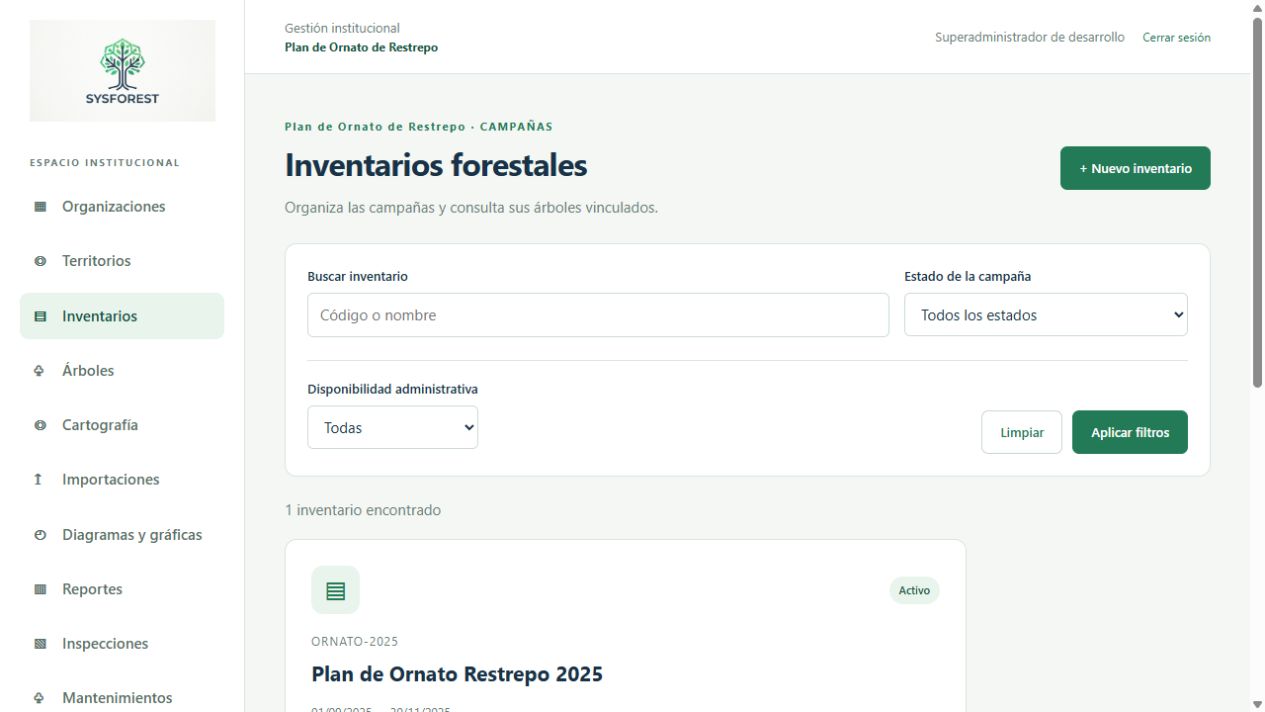 SYSFOREST
ESPACIO INSTITUCIONAL
Organizaciones
Territorios
Inventarios
Árboles
Cartografía
Importaciones
Diagramas y gráficas
Reportes
Inspecciones
Mantenimientos
Gestión institucional
Plan de Ornato de Restrepo
Superadministrador de desarrollo
Cerrar sesión
Plan de Ornato de Restrepo · CAMPAÑAS
Inventarios forestales
+ Nuevo inventario
Organiza las campañas y consulta sus árboles vinculados.
Buscar inventario
Estado de la campaña
Código o nombre
Todos los estados
Disponibilidad administrativa
Todas
Limpiar
Aplicar filtros
1 inventario encontrado
Activo
ORNATO-2025
Plan de Ornato Restrepo 2025